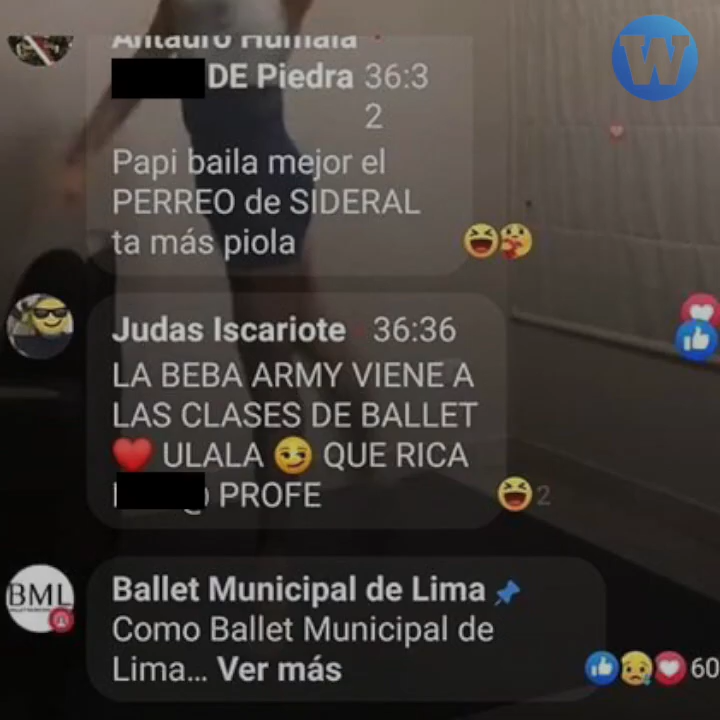 Antauro Humala
W
DE Piedra 36:3
2
Papi baila mejor el
PERREO de SIDERAL
ta más piola
Judas Iscariote 36:36
LA BEBA ARMY VIENE A
LAS CLASES DE BALLET
❤️ ULALA 😏 QUE RICA
PROFE
2
BML
Ballet Municipal de Lima 📌
Como Ballet Municipal de
Lima... Ver más
60